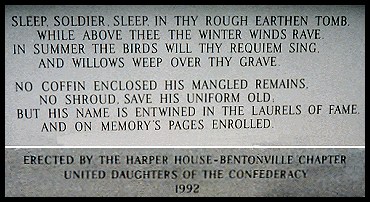 SLEEP, SOLDIER, SLEEP, IN THY ROUGH EARTHEN TOMB,
WHILE ABOVE THEE THE WINTER WINDS RAVE.
IN SUMMER THE BIRDS WILL THY REQUIEM SING,
AND WILLOWS WEEP OVER THY GRAVE.
NO COFFIN ENCLOSED HIS MANGLED REMAINS,
NO SHROUD, SAVE HIS UNIFORM OLD,
BUT HIS NAME IS ENTWINED IN THE LAURELS OF FAME,
AND ON MEMORY'S PAGES ENROLLED.
ERECTED BY THE HARPER HOUSE-BENTONVILLE CHAPTER
UNITED DAUGHTERS OF THE CONFEDERACY
1992